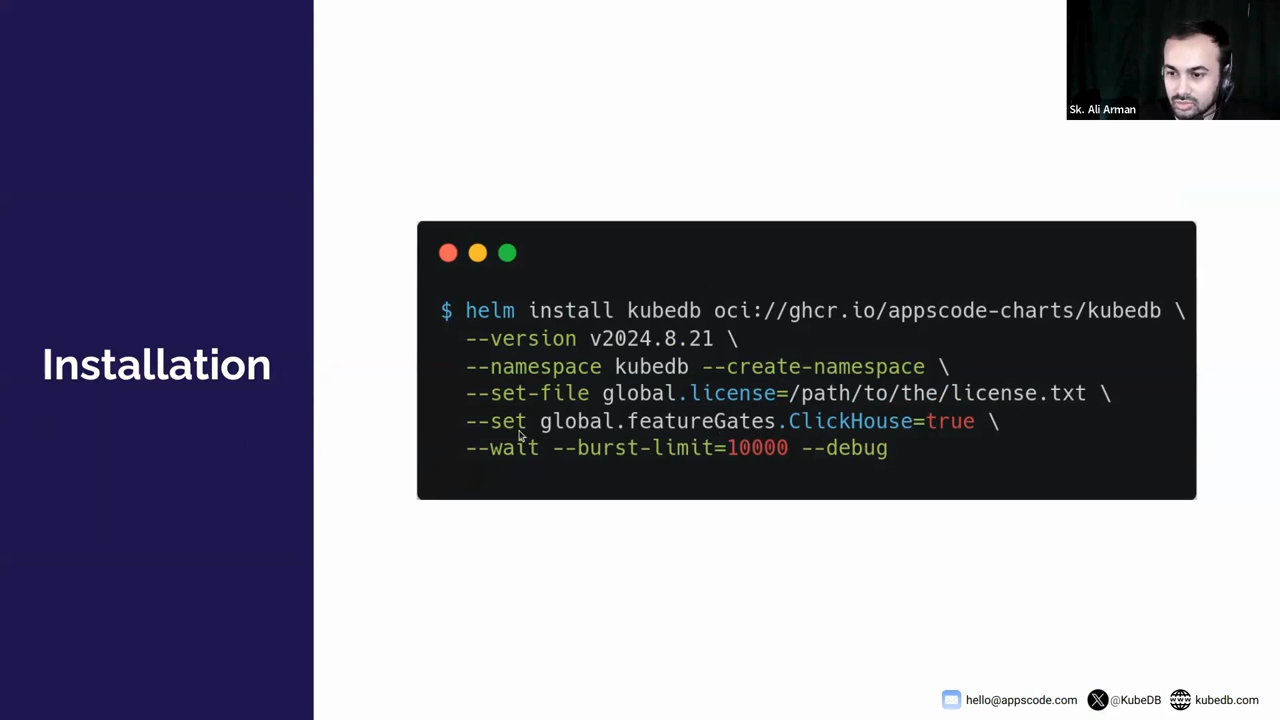 Sk. Ali Arman
Installation
$ helm install kubedb oci://ghcr.io/appscode-charts/kubedb \
--version v2024.8.21 \
--namespace kubedb --create-namespace \
--set-file global.license=/path/to/the/license.txt \
--set global.featureGates.ClickHouse=true \
--wait --burst-limit=10000 --debug
hello@appscode.com @KubeDB kubedb.com